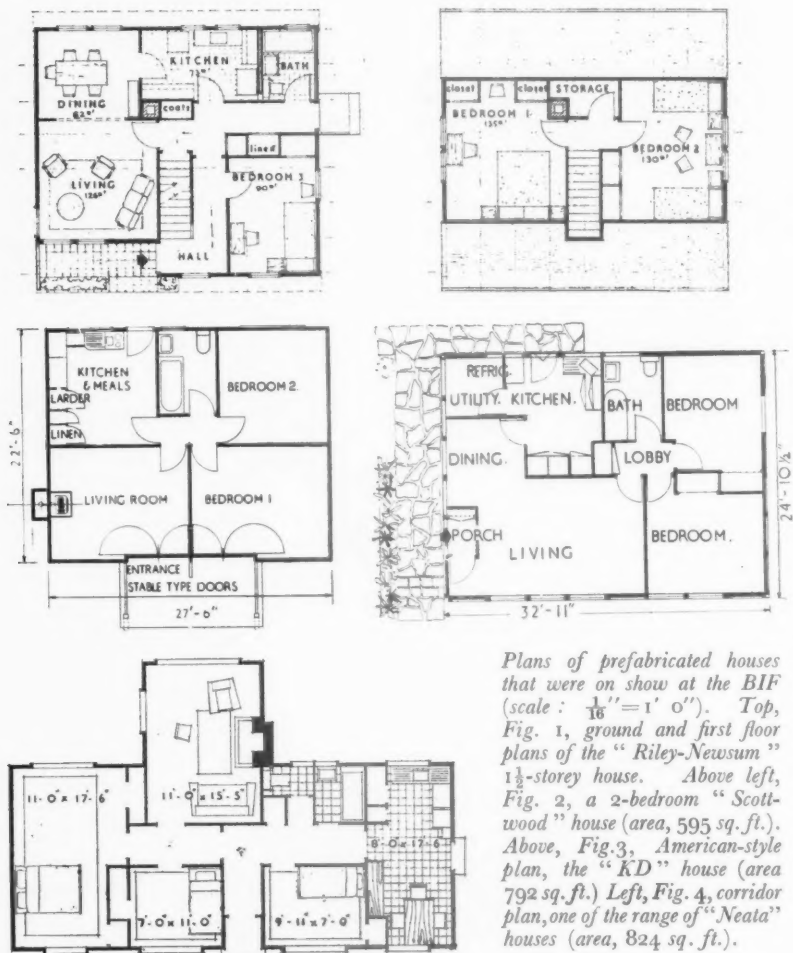 KITCHEN
73□'
BATH
DINING
82□'
coats
linen
LIVING
126□'
BEDROOM 3
90□'
HALL
closet
closet
STORAGE
BEDROOM 1
135□'
BEDROOM 2
130□'
KITCHEN
& MEALS
LARDER
LINEN
BEDROOM 2.
22'-6"
LIVING ROOM
BEDROOM 1
ENTRANCE
STABLE TYPE DOORS
27'-6"
REFRIG.
UTILITY. KITCHEN.
BATH
BEDROOM
DINING.
LOBBY
PORCH
LIVING
BEDROOM.
24'-10½"
32'-11"
11'-0" x 17'-6"
11'-0" x 15'-5"
8'-0 x 17'-6
7'-0 x 11'-0"
9'-11 x 7'-0"
Plans of prefabricated houses
that were on show at the BIF
(scale : 1/16"=1' 0"). Top,
Fig. 1, ground and first floor
plans of the " Riley-Newsum "
1½-storey house. Above left,
Fig. 2, a 2-bedroom " Scott-
wood " house (area, 595 sq. ft.).
Above, Fig.3, American-style
plan, the " KD " house (area
792 sq. ft.) Left, Fig. 4, corridor
plan, one of the range of "Neata"
houses (area, 824 sq. ft.).